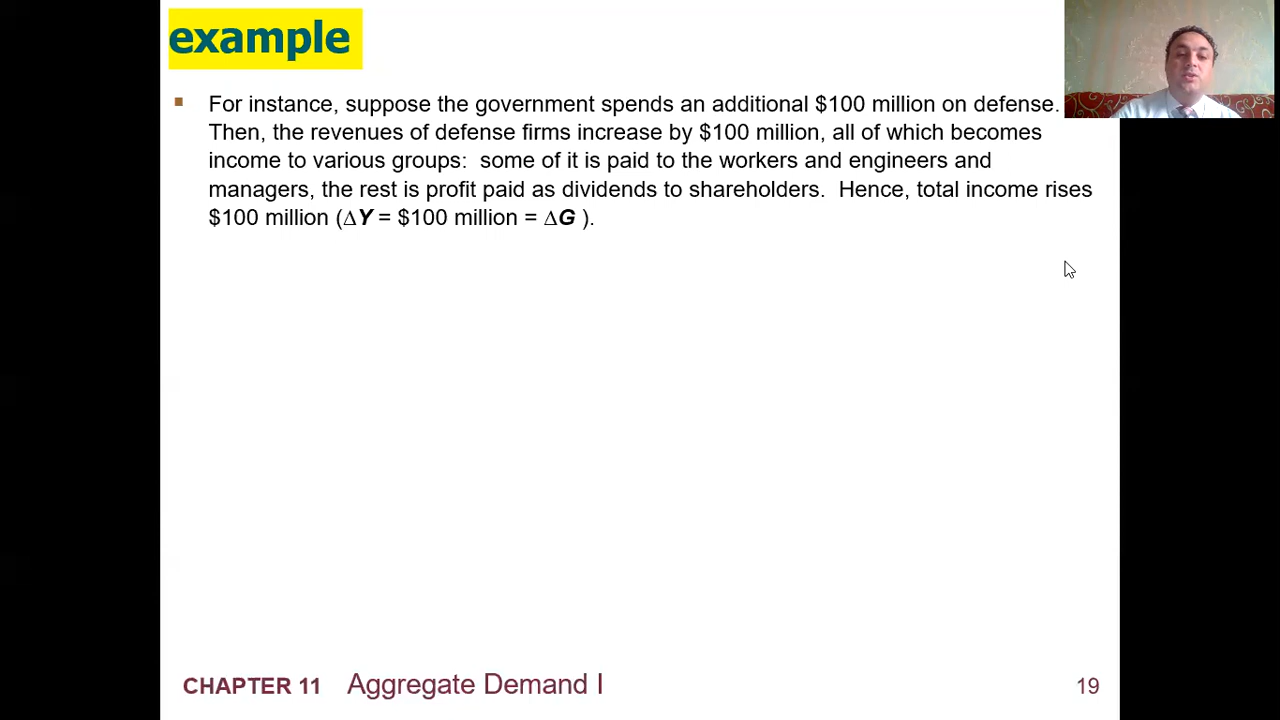 example
For instance, suppose the government spends an additional $100 million on defense.
Then, the revenues of defense firms increase by $100 million, all of which becomes
income to various groups: some of it is paid to the workers and engineers and
managers, the rest is profit paid as dividends to shareholders. Hence, total income rises
$100 million (∆Y = $100 million = ∆G ).
CHAPTER 11 Aggregate Demand I
19